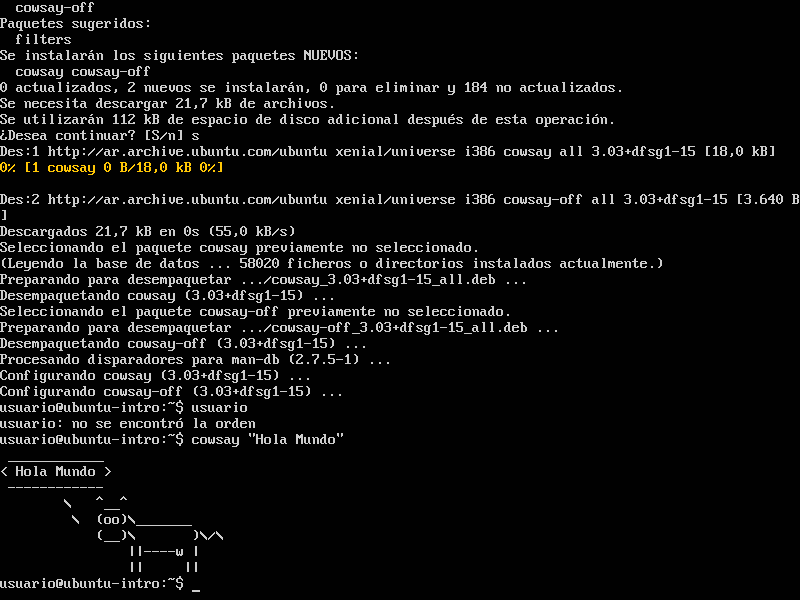 cowsay-off
Paquetes sugeridos:
  filters
Se instalarán los siguientes paquetes NUEVOS:
  cowsay cowsay-off
0 actualizados, 2 nuevos se instalarán, 0 para eliminar y 184 no actualizados.
Se necesita descargar 21,7 kB de archivos.
Se utilizarán 112 kB de espacio de disco adicional después de esta operación.
¿Desea continuar? [S/n] s
Des:1 http://ar.archive.ubuntu.com/ubuntu xenial/universe i386 cowsay all 3.03+dfsg1-15 [18,0 kB]
0% [1 cowsay 0 B/18,0 kB 0%]
Des:2 http://ar.archive.ubuntu.com/ubuntu xenial/universe i386 cowsay-off all 3.03+dfsg1-15 [3.640 B
]
Descargados 21,7 kB en 0s (55,0 kB/s)
Seleccionando el paquete cowsay previamente no seleccionado.
(Leyendo la base de datos ... 58020 ficheros o directorios instalados actualmente.)
Preparando para desempaquetar .../cowsay_3.03+dfsg1-15_all.deb ...
Desempaquetando cowsay (3.03+dfsg1-15) ...
Seleccionando el paquete cowsay-off previamente no seleccionado.
Preparando para desempaquetar .../cowsay-off_3.03+dfsg1-15_all.deb ...
Desempaquetando cowsay-off (3.03+dfsg1-15) ...
Procesando disparadores para man-db (2.7.5-1) ...
Configurando cowsay (3.03+dfsg1-15) ...
Configurando cowsay-off (3.03+dfsg1-15) ...
usuario@ubuntu-intro:~$ usuario
usuario: no se encontró la orden
usuario@ubuntu-intro:~$ cowsay "Hola Mundo"
 ____________
< Hola Mundo >
 ------------
        \   ^__^
         \  (oo)\_______
            (__)\       )\/\
                ||----w |
                ||     ||
usuario@ubuntu-intro:~$ _